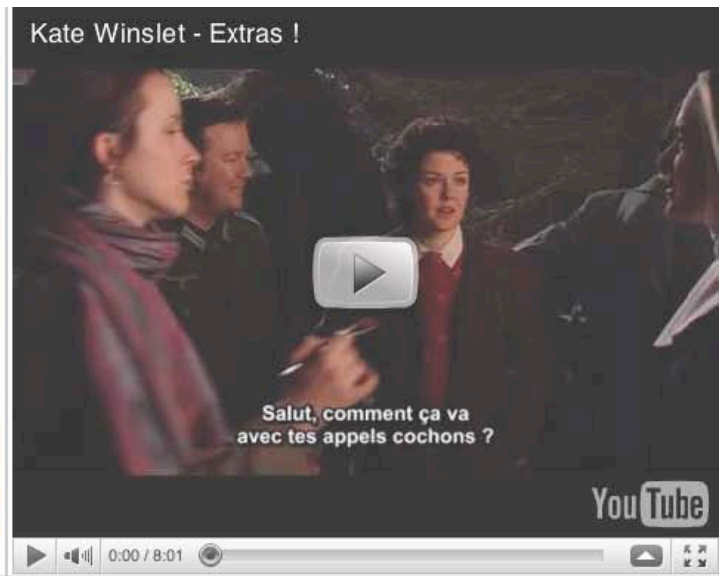 Kate Winslet - Extras !
Salut, comment ça va
avec tes appels cochons ?
YouTube
0:00 / 8:01